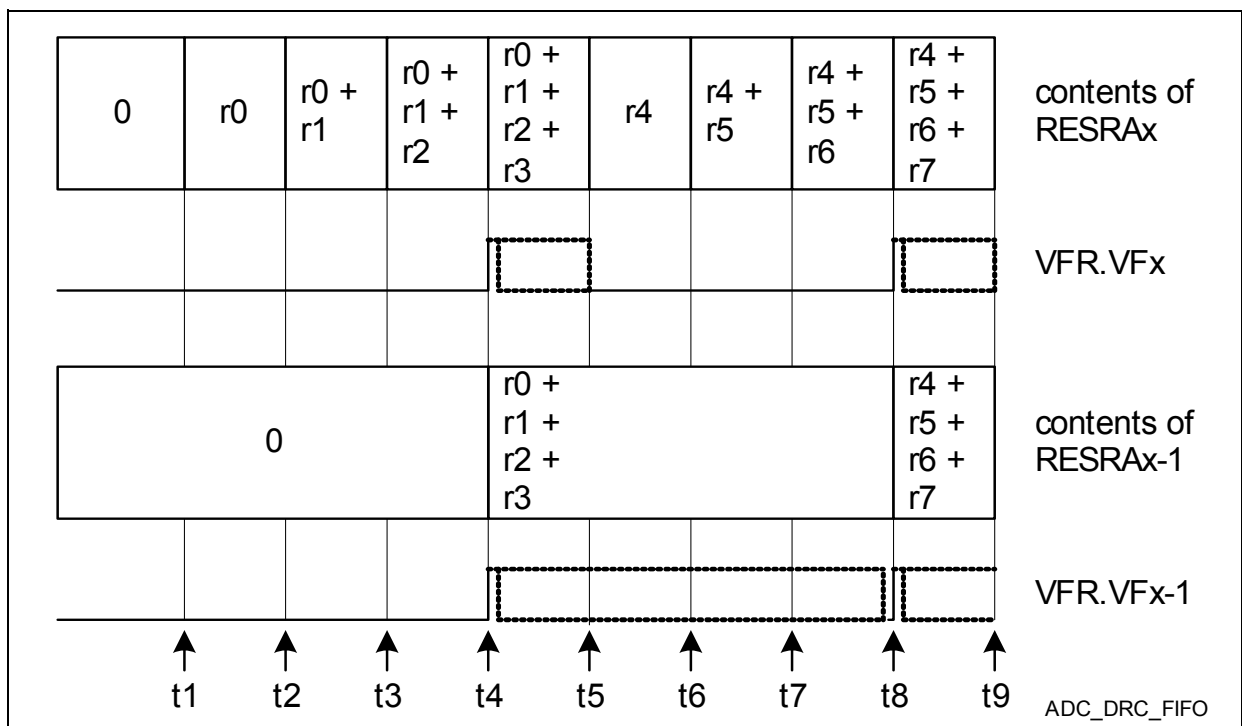 0
r0
r0 +
r1
r0 +
r1 +
r2
r0 +
r1 +
r2 +
r3
r4
r4 +
r5
r4 +
r5 +
r6
r4 +
r5 +
r6 +
r7
contents of
RESRAx
VFR.VFx
0
r0 +
r1 +
r2 +
r3
r4 +
r5 +
r6 +
r7
contents of
RESRAx-1
VFR.VFx-1
t1 t2 t3 t4 t5 t6 t7 t8 t9
ADC_DRC_FIFO